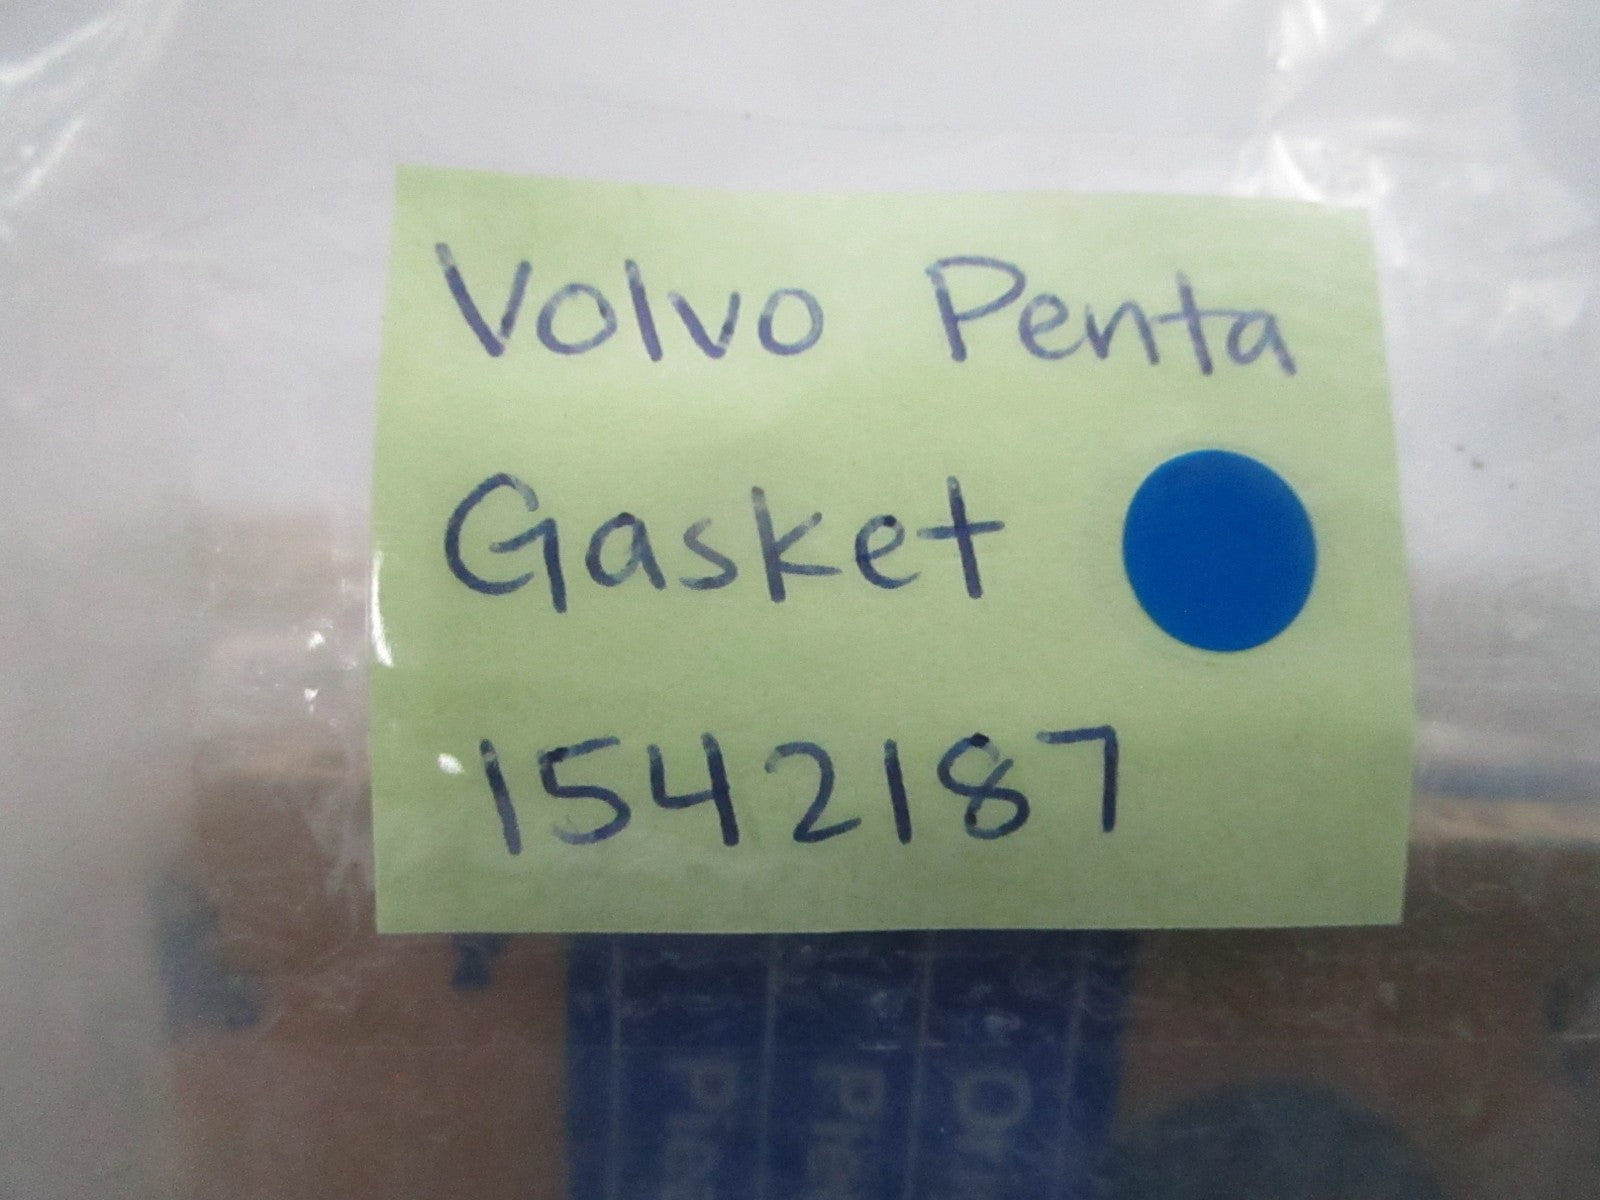 Volvo Penta
Gasket
1542187